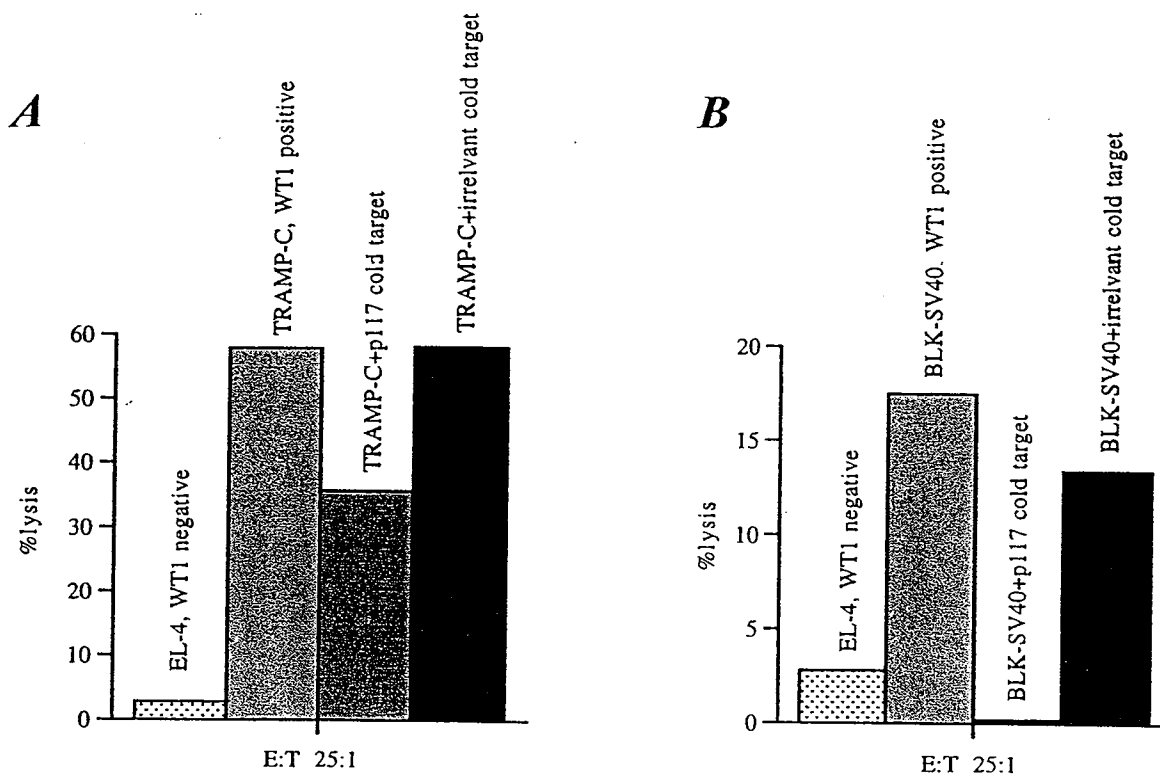 A
%lysis
60
50
40
30
20
10
0
EL-4, WT1 negative
TRAMP-C, WT1 positive
TRAMP-C+p117 cold target
TRAMP-C+irrelvant cold target
E:T 25:1
B
%lysis
20
15
10
5
0
EL-4, WT1 negative
BLK-SV40. WT1 positive
BLK-SV40+p117 cold target
BLK-SV40+irrelvant cold target
E:T 25:1